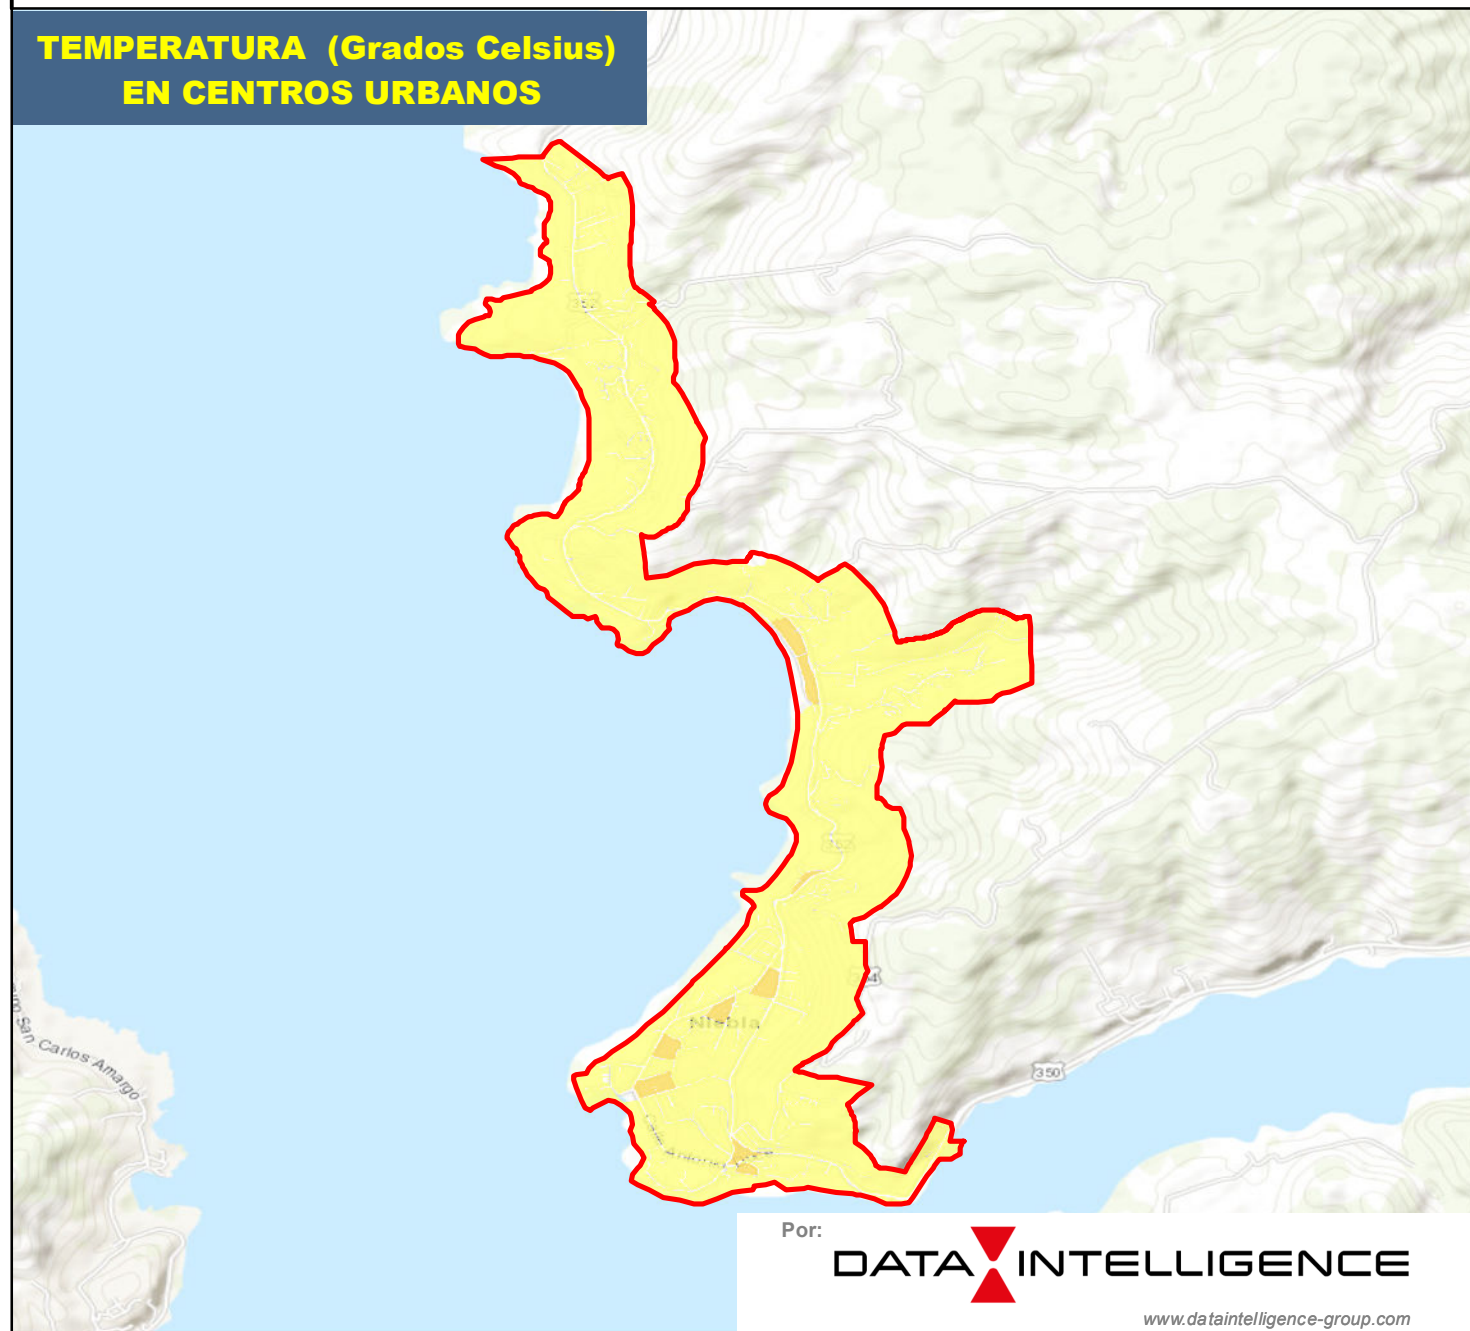 TEMPERATURA (Grados Celsius)
EN CENTROS URBANOS
Niebla
San Carlos Amargo
350
Por:
DATA INTELLIGENCE
www.dataintelligence-group.com